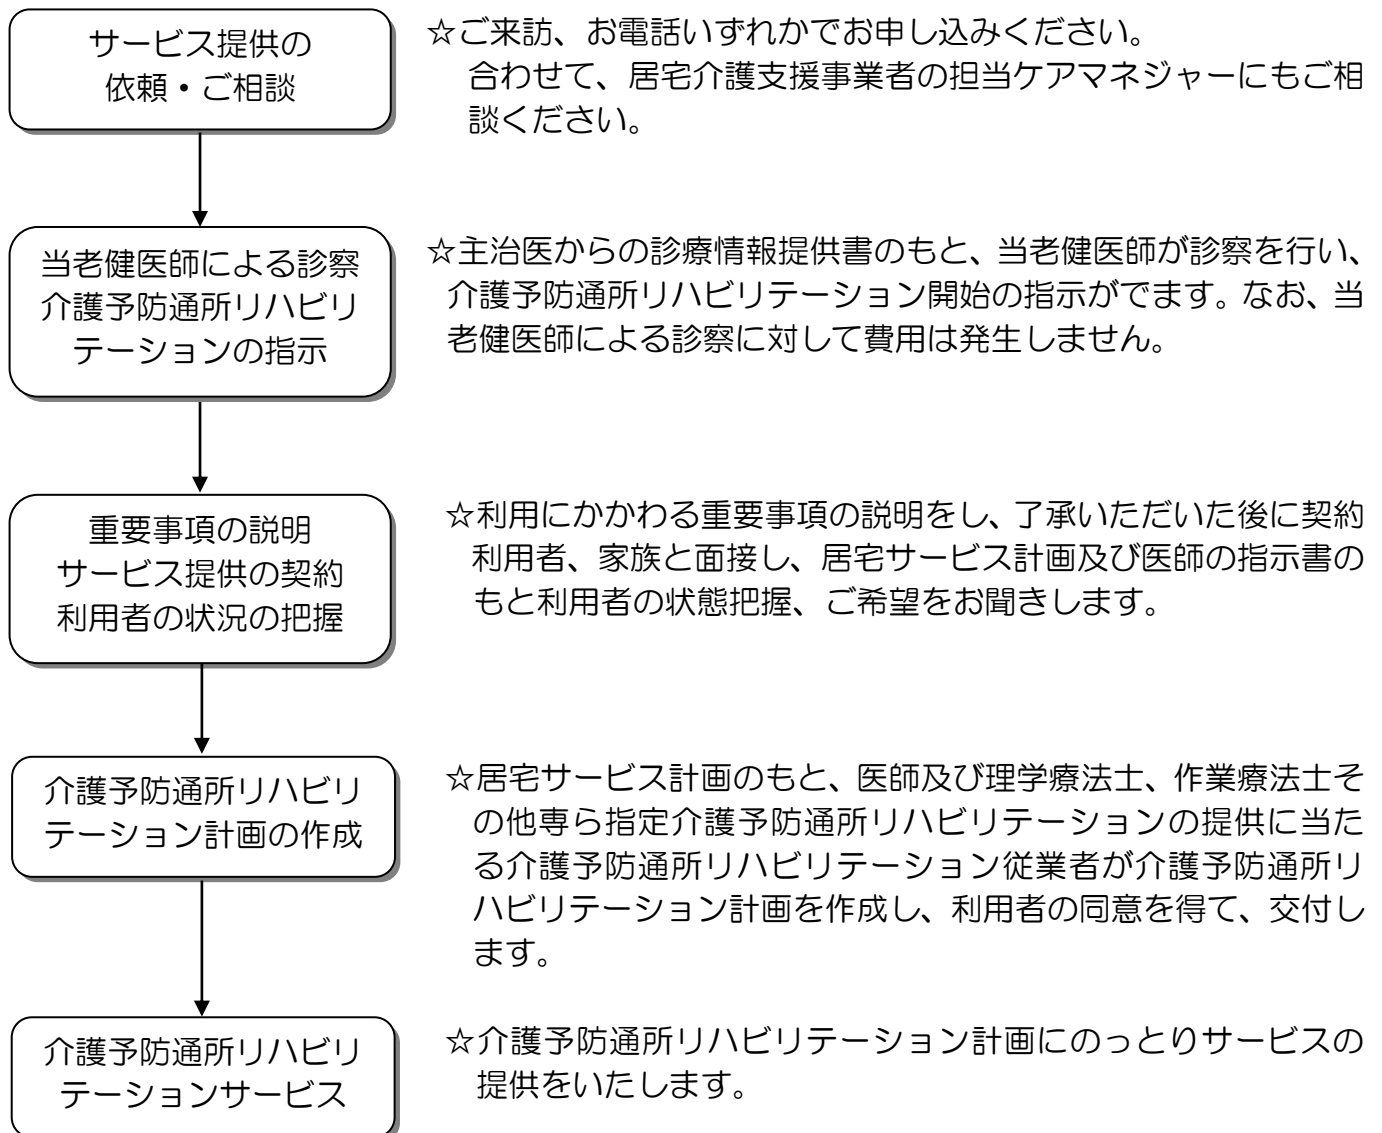 サービス提供の
依頼・ご相談
☆ご来訪、お電話いずれかでお申し込みください。
合わせて、居宅介護支援事業者の担当ケアマネジャーにもご相
談ください。
当老健医師による診察
介護予防通所リハビリ
テーションの指示
☆主治医からの診療情報提供書のもと、当老健医師が診察を行い、
介護予防通所リハビリテーション開始の指示がでます。なお、当
老健医師による診察に対して費用は発生しません。
重要事項の説明
サービス提供の契約
利用者の状況の把握
☆利用にかかわる重要事項の説明をし、了承いただいた後に契約
利用者、家族と面接し、居宅サービス計画及び医師の指示書の
もと利用者の状態把握、ご希望をお聞きします。
介護予防通所リハビリ
テーション計画の作成
☆居宅サービス計画のもと、医師及び理学療法士、作業療法士そ
の他専ら指定介護予防通所リハビリテーションの提供に当た
る介護予防通所リハビリテーション従業者が介護予防通所リ
ハビリテーション計画を作成し、利用者の同意を得て、交付し
ます。
介護予防通所リハビリ
テーションサービス
☆介護予防通所リハビリテーション計画にのっとりサービスの
提供をいたします。